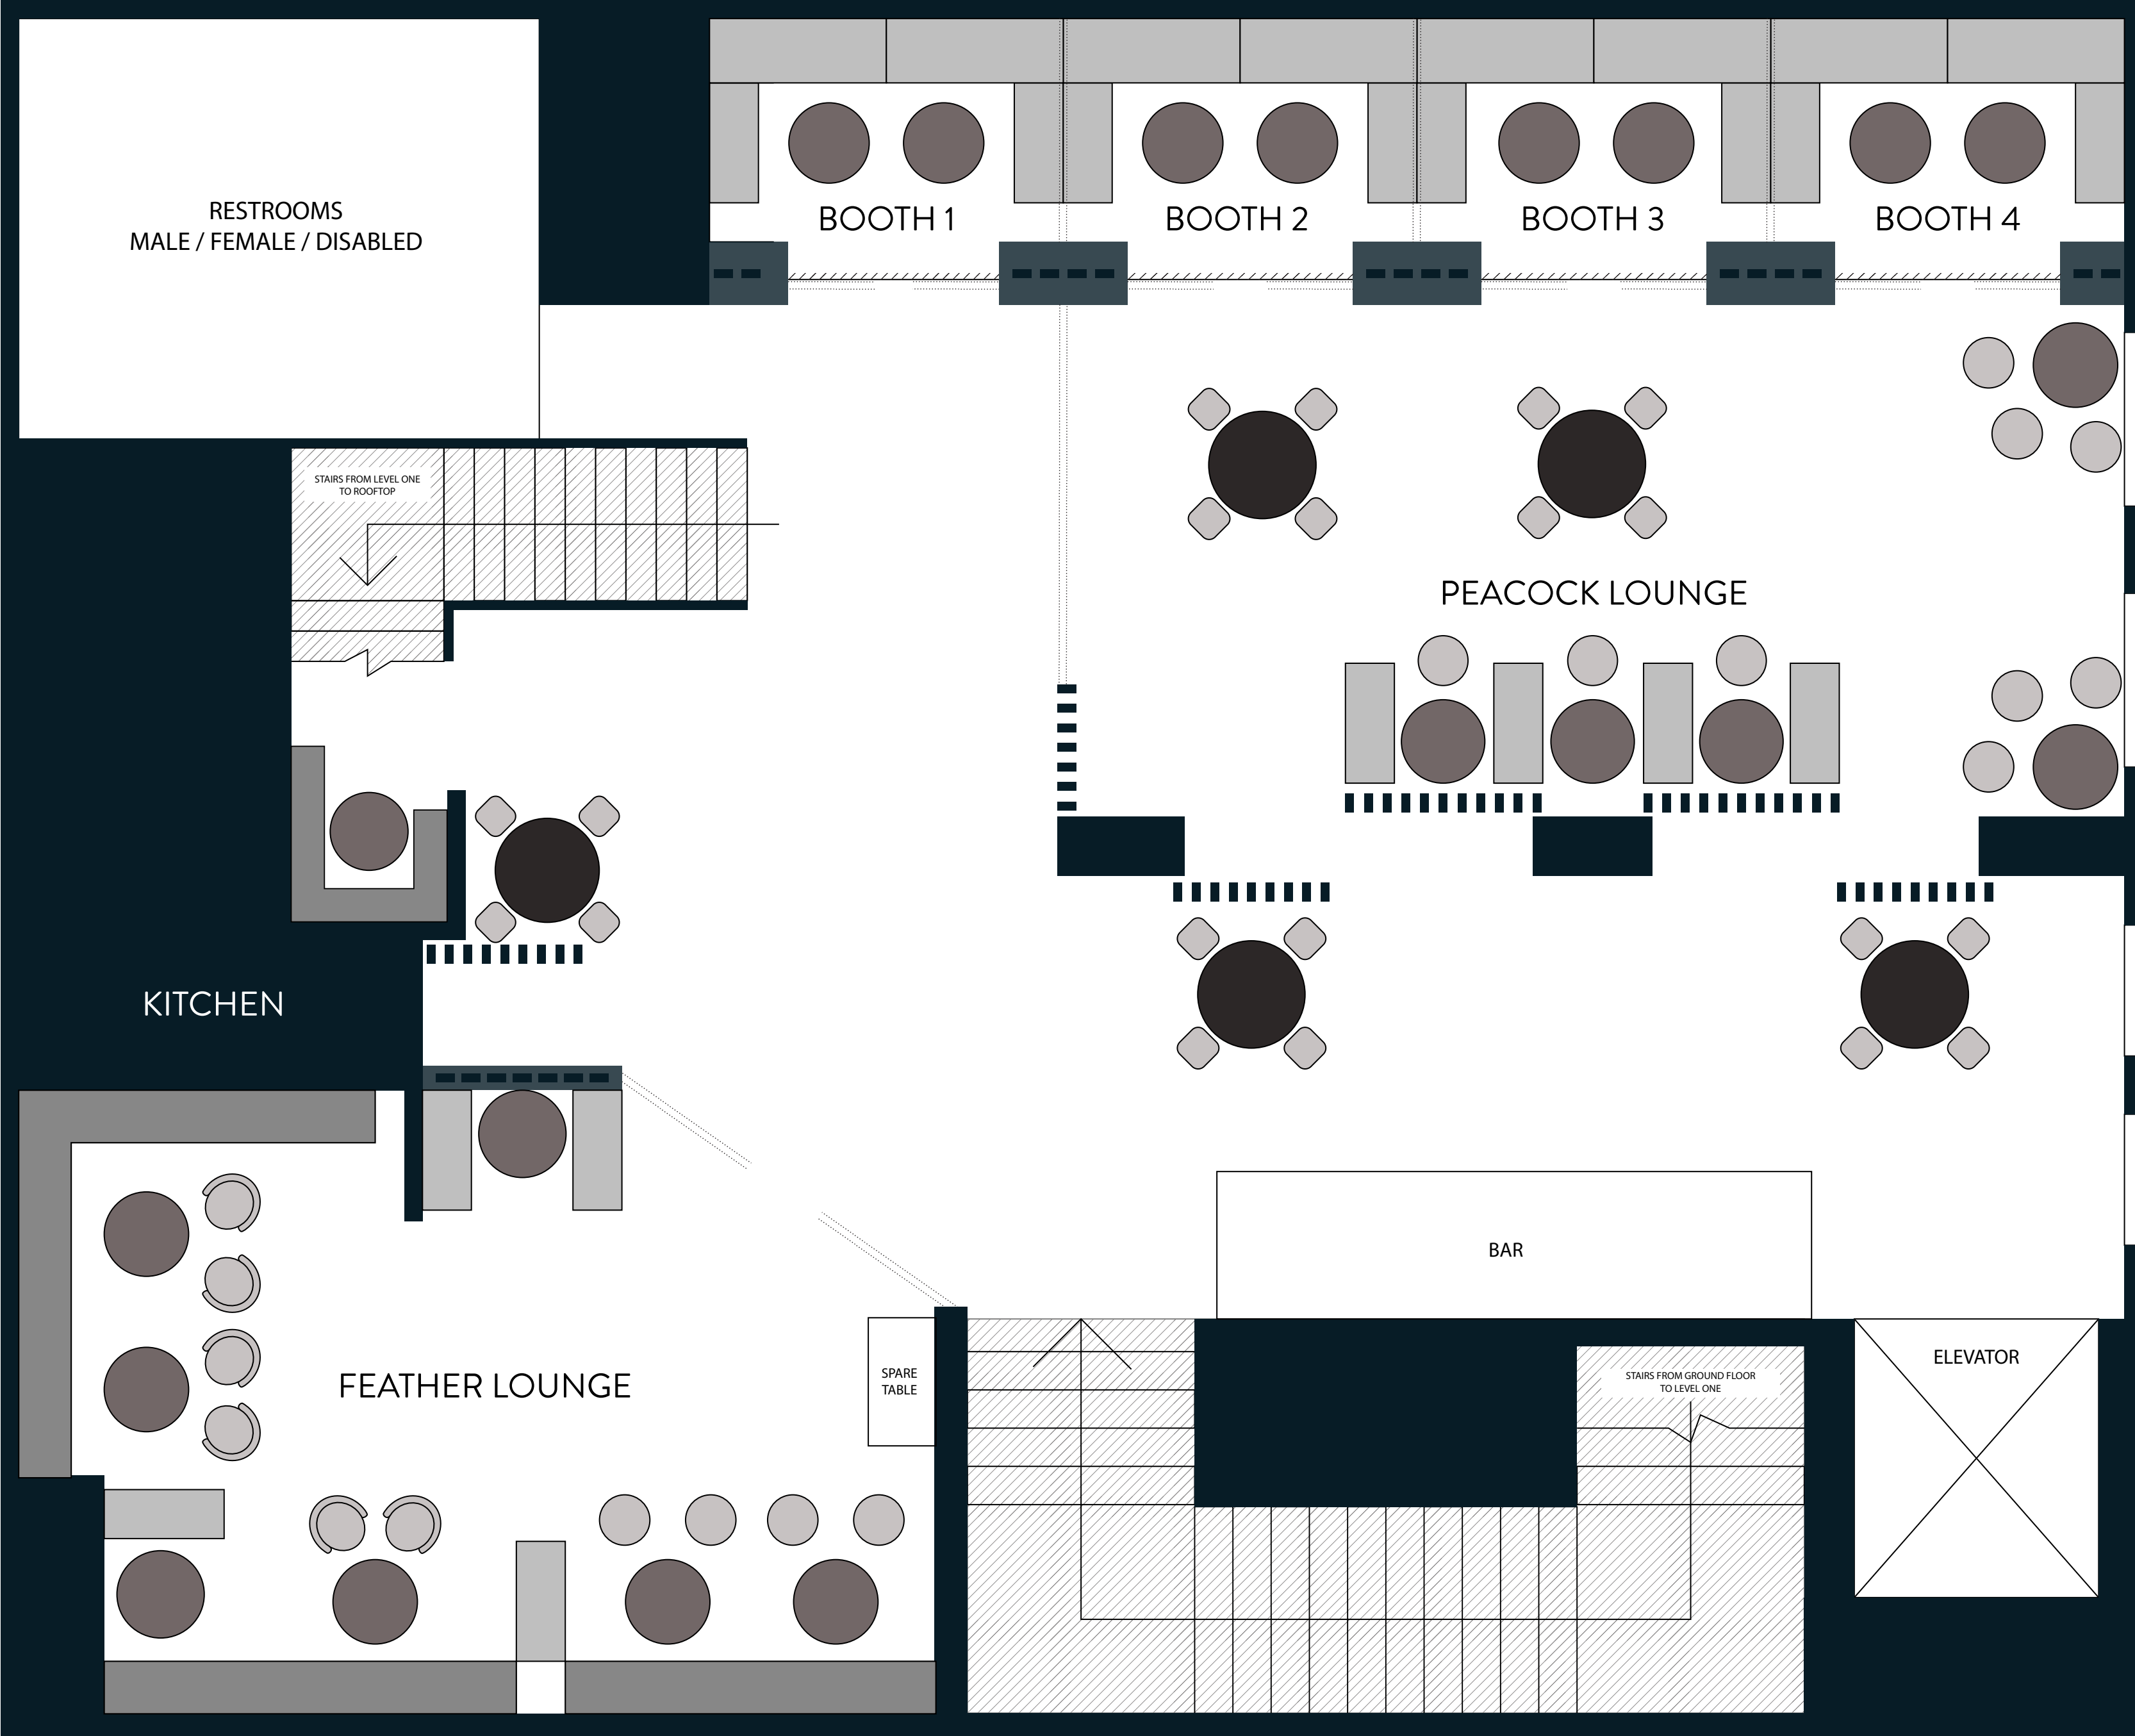 RESTROOMS
MALE / FEMALE / DISABLED
BOOTH 1
BOOTH 2
BOOTH 3
BOOTH 4
STAIRS FROM LEVEL ONE
TO ROOFTOP
PEACOCK LOUNGE
KITCHEN
BAR
FEATHER LOUNGE
SPARE
TABLE
STAIRS FROM GROUND FLOOR
TO LEVEL ONE
ELEVATOR